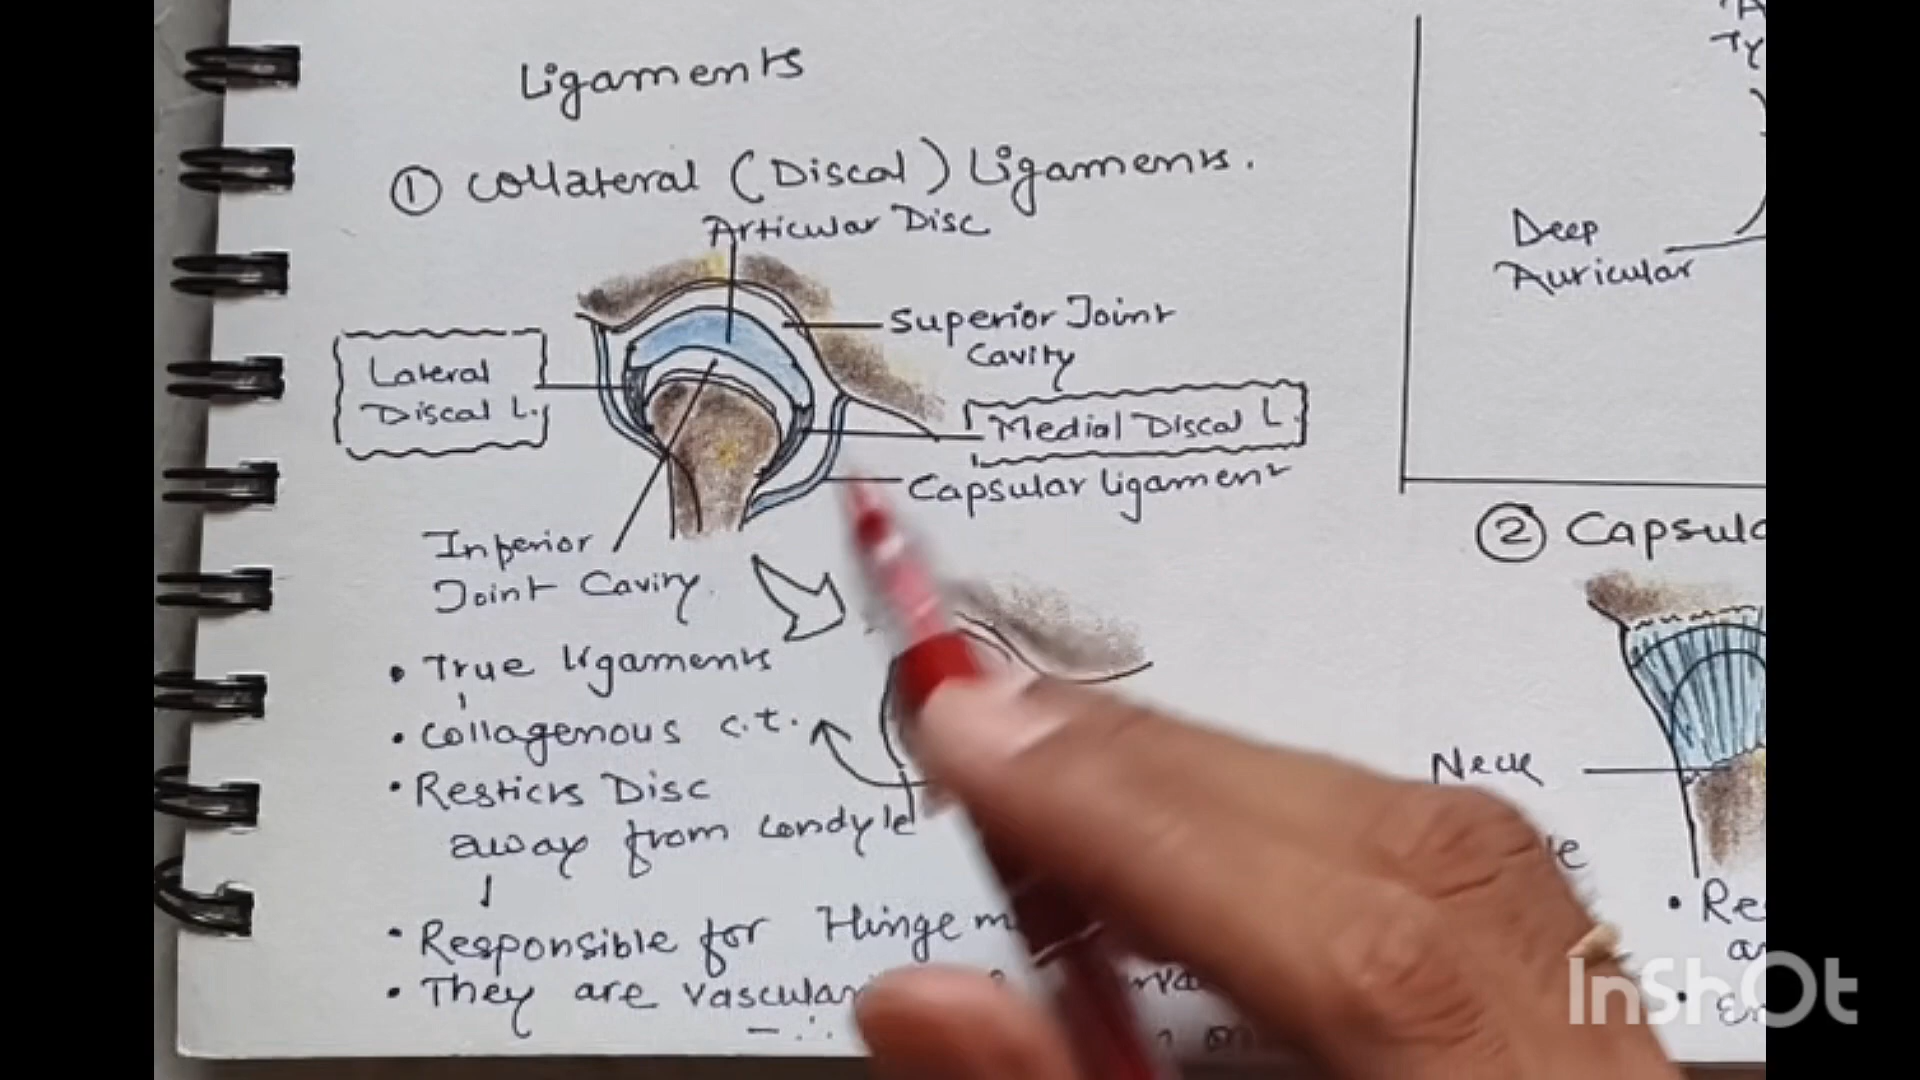 Ligaments
① Collateral (Discal) Ligaments.
Articular Disc
Superior Joint
Cavity
Lateral
Discal L.
Medial Discal L.
Capsular Ligament
Inferior
Joint Cavity
• True ligaments
• Collagenous c.t.
• Resticts Disc
away from condyle
• Responsible for Hinge
• They are vascular
Deep
Auricular
② Capsul
Neck
InShOt